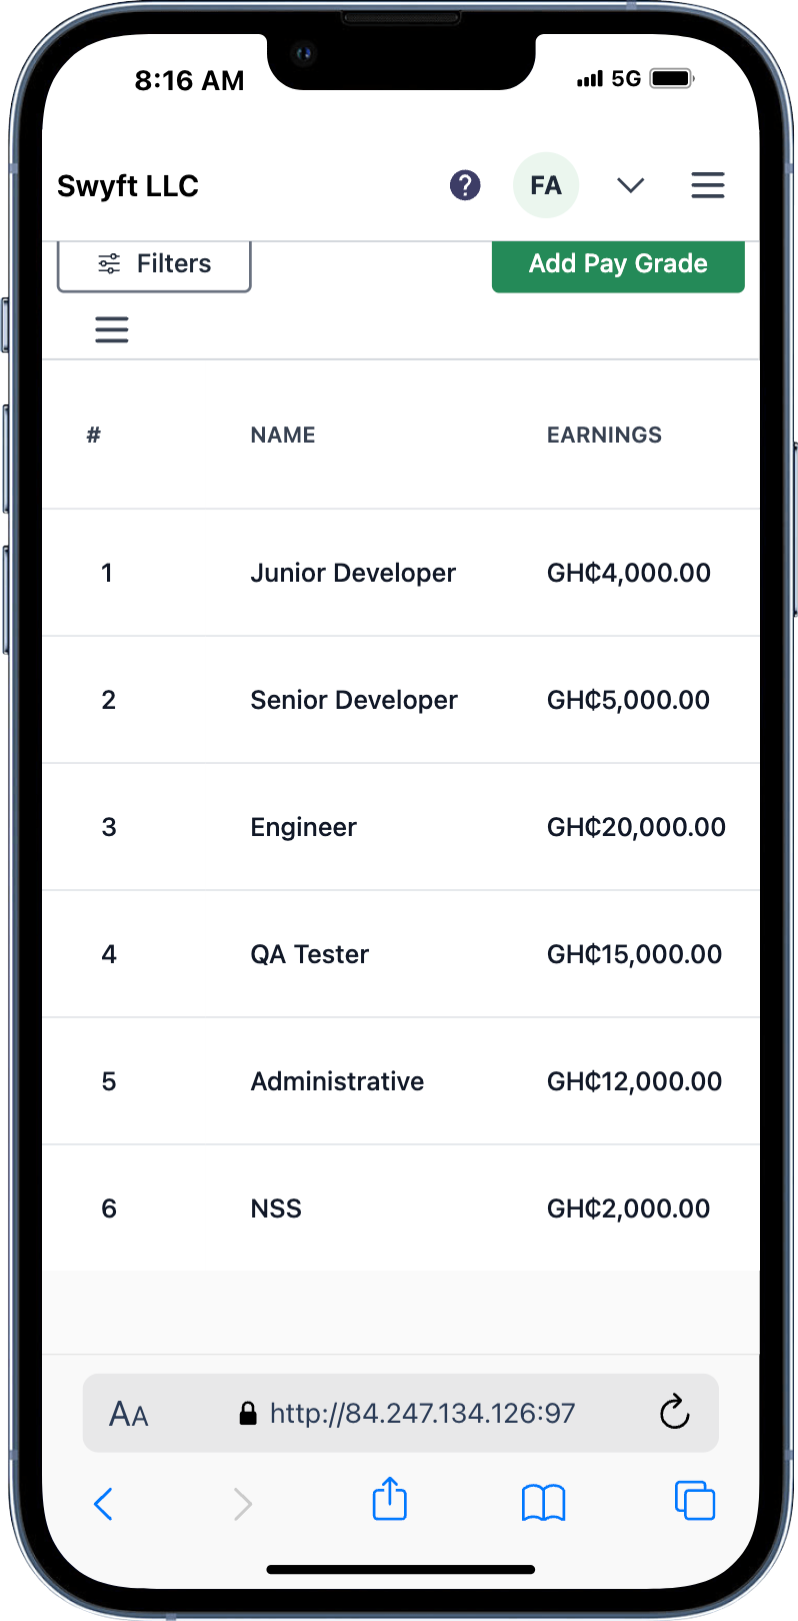 8:16 AM 5G
Swyft LLC ? FA
Filters Add Pay Grade
# NAME EARNINGS
1 Junior Developer GH₵4,000.00
2 Senior Developer GH₵5,000.00
3 Engineer GH₵20,000.00
4 QA Tester GH₵15,000.00
5 Administrative GH₵12,000.00
6 NSS GH₵2,000.00
AA http://84.247.134.126:97